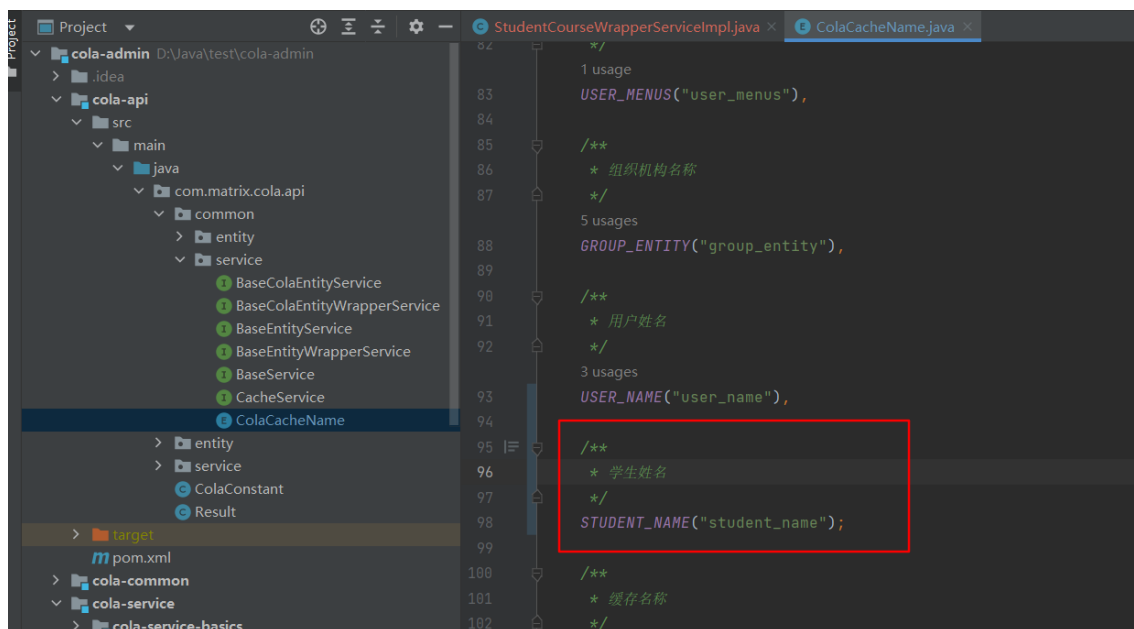 Project
Project
StudentCourseWrapperServiceImpl.java
ColaCacheName.java
cola-admin D:\Java\test\cola-admin
.idea
cola-api
src
main
java
com.matrix.cola.api
common
entity
service
BaseColaEntityService
BaseColaEntityWrapperService
BaseEntityService
BaseEntityWrapperService
BaseService
CacheService
ColaCacheName
entity
service
ColaConstant
Result
target
pom.xml
cola-common
cola-service
cola-service-basics
82 */
1 usage
83 USER_MENUS("user_menus"),
84
85 /**
86 * 组织机构名称
87 */
5 usages
88 GROUP_ENTITY("group_entity"),
89
90 /**
91 * 用户姓名
92 */
3 usages
93 USER_NAME("user_name"),
94
95 /**
96 * 学生姓名
97 */
98 STUDENT_NAME("student_name");
99
100 /**
101 * 缓存名称
102 */